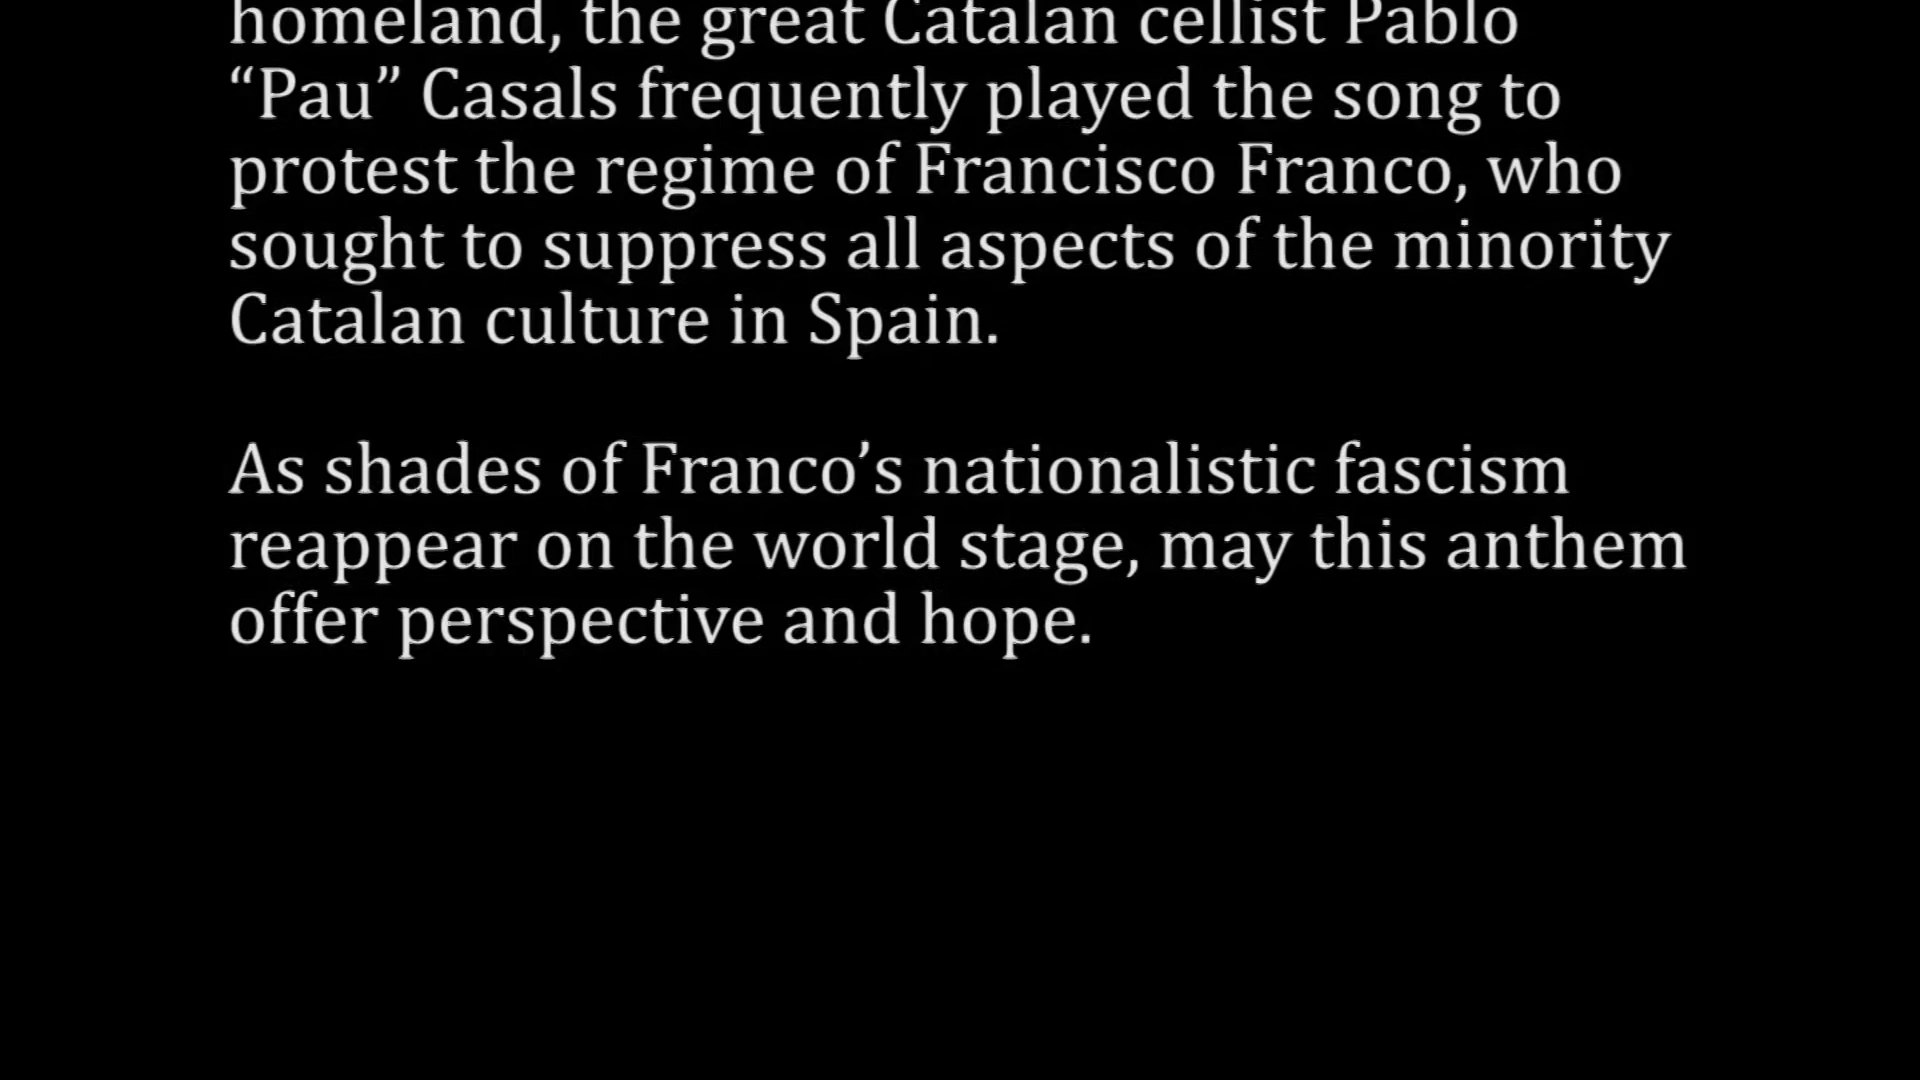 homeland, the great Catalan cellist Pablo
“Pau” Casals frequently played the song to
protest the regime of Francisco Franco, who
sought to suppress all aspects of the minority
Catalan culture in Spain.
As shades of Franco’s nationalistic fascism
reappear on the world stage, may this anthem
offer perspective and hope.